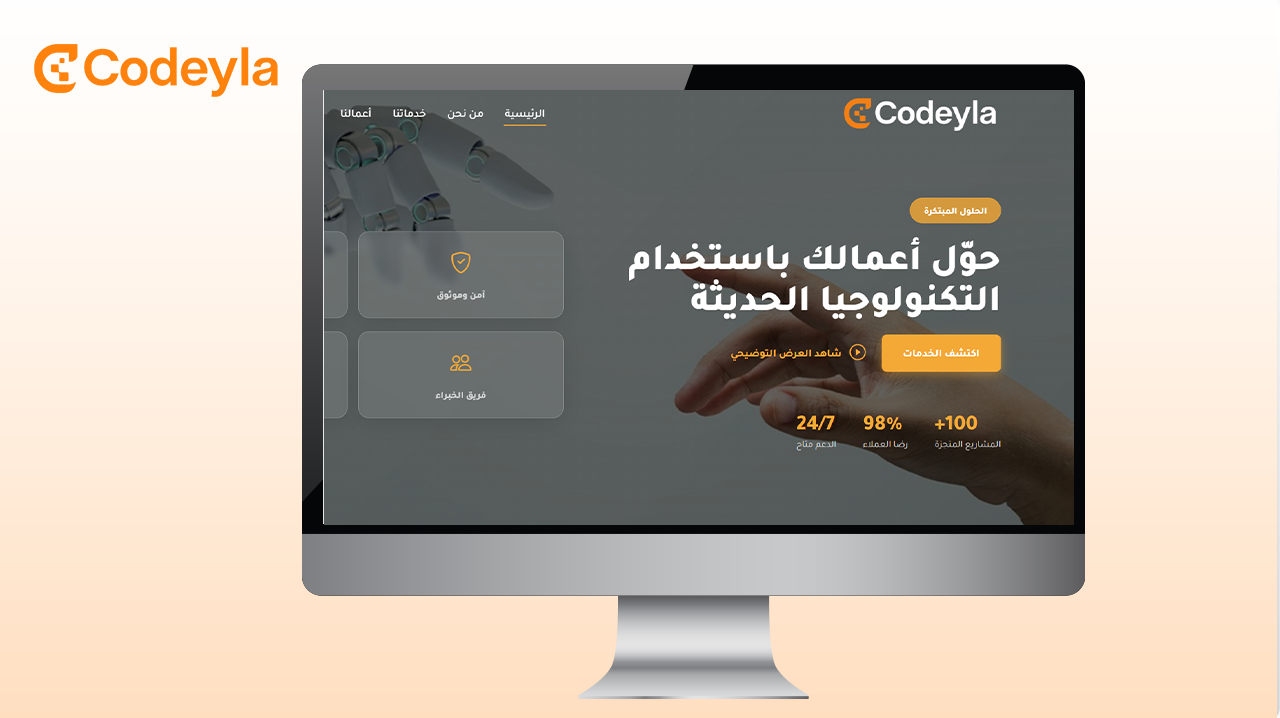 Codeyla
Codeyla
الرئيسية
من نحن
خدماتنا
أعمالنا
الحلول المبتكرة
حوّل أعمالك باستخدام
التكنولوجيا الحديثة
اكتشف الخدمات
شاهد العرض التوضيحي
+100
المشاريع المنجزة
98%
رضا العملاء
24/7
الدعم متاح
آمن وموثوق
فريق الخبراء